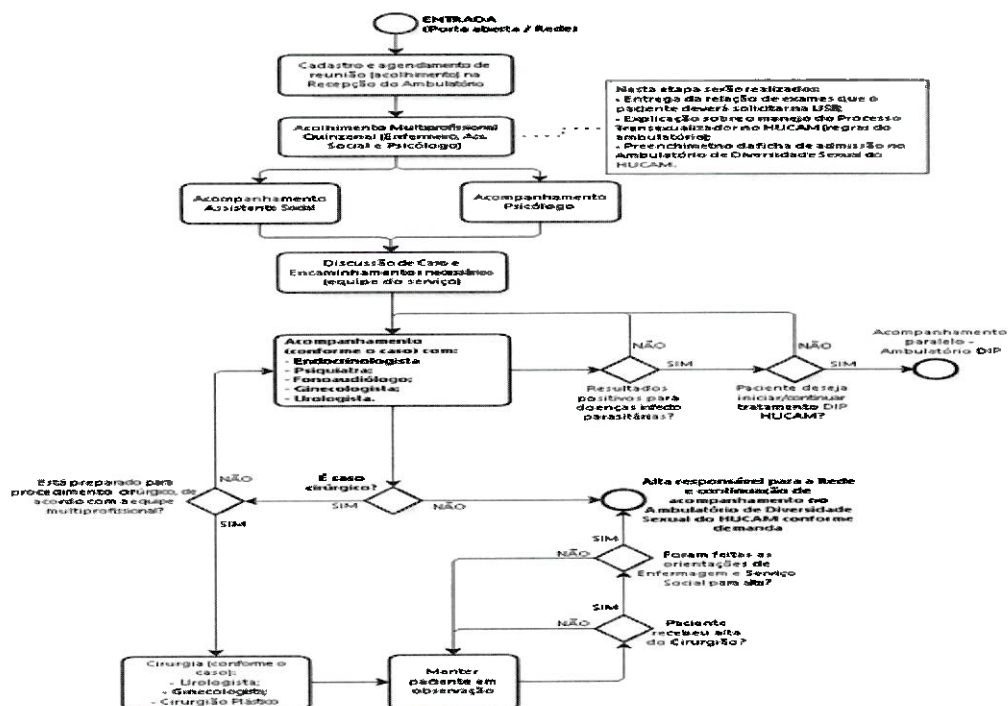 ENTRADA
(Porta aberta / Rede)
Cadastro e agendamento de
reunião (acolhimento) na
Recepção do Ambulatório
Nesta etapa serão realizados:
- Entrega da relação de exames que o
paciente deverá solicitar na USB;
- Explicação sobre o manejo do Processo
Transexualizador no HUCAM (regras do
ambulatório);
- Preenchimetno da ficha de admissão no
Ambulatório de Diversidade Sexual do
HUCAM.
Acolhimento Multiprofissional
Quinzenal (Enfermeiro, Ass.
Social e Psicólogo)
Acompanhamento
Assistente Social
Acompanhamento
Psicólogo
Discussão de Caso e
Encaminhamentos necessários
(equipe do serviço)
Acompanhamento
(conforme o caso) com:
- Endocrinologista
- Psiquiatra;
- Fonoaudiólogo;
- Ginecologista;
- Urologista.
NÃO
SIM
Resultados
positivos para
doenças infecto
parasitárias?
NÃO
SIM
Paciente deseja
iniciar/continuar
tratamento DIP
HUCAM?
Acompanhamento
paralelo -
Ambulatório DIP
Está preparado para
procedimento cirúrgico, de
acordo com a equipe
multiprofissional?
NÃO
SIM
É caso
cirúrgico?
SIM
NÃO
Alta responsável para a Rede
e continuação de
acompanhamento no
Ambulatório de Diversidade
Sexual do HUCAM conforme
demanda
SIM
NÃO
Foram feitas as
orientações de
Enfermagem e Serviço
Social para alta?
SIM
NÃO
Paciente
recebeu alta
do Cirurgião?
Cirurgia (conforme o
caso):
- Urologista;
- Ginecologista;
- Cirurgião Plástico
Manter
paciente em
observação